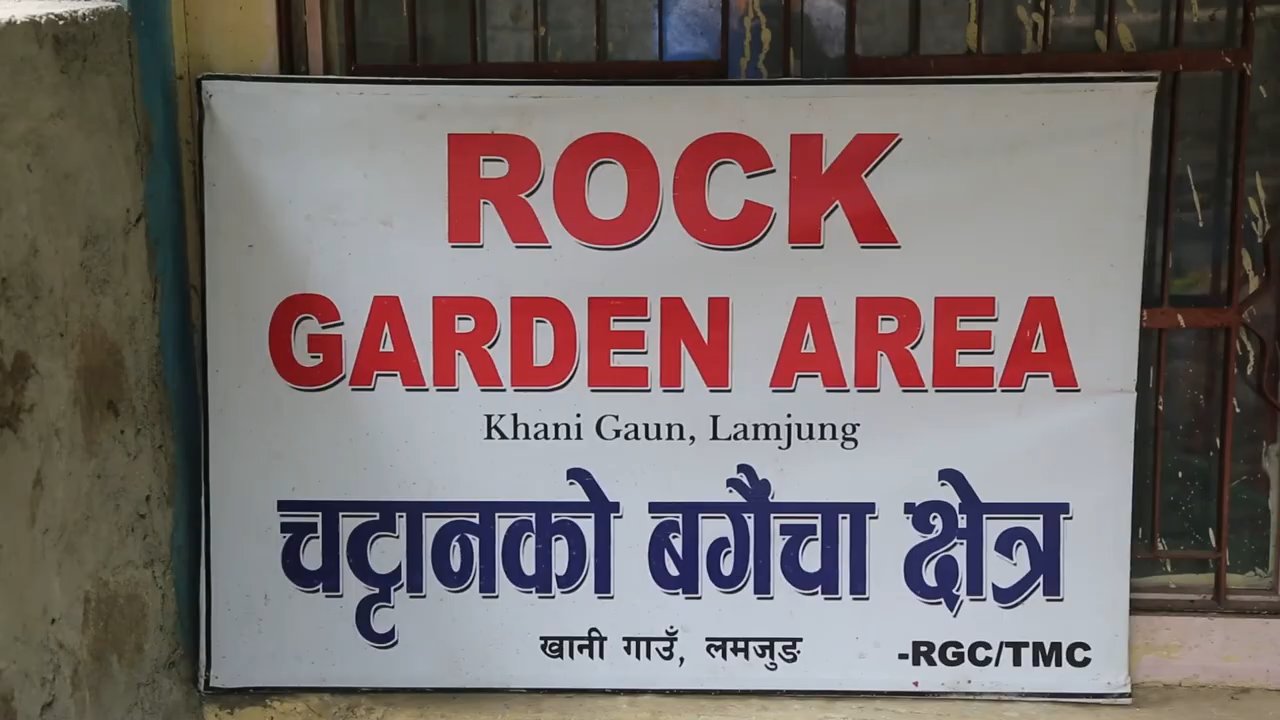 ROCK
GARDEN AREA
Khani Gaun, Lamjung
चट्टानको बगैंचा क्षेत्र
खानी गाउँ, लमजुङ
-RGC/TMC